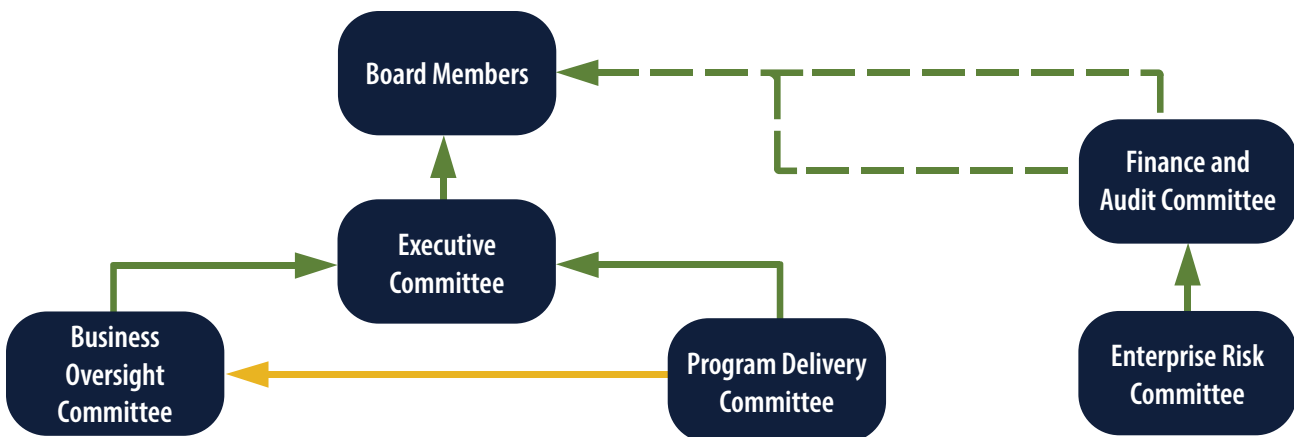 Board Members
Finance and
Audit Committee
Executive
Committee
Business
Oversight
Committee
Program Delivery
Committee
Enterprise Risk
Committee